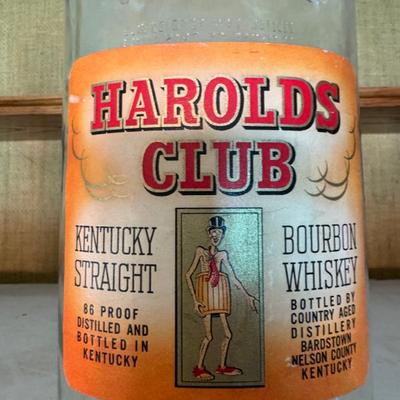 HAROLDS
CLUB
KENTUCKY
STRAIGHT
86 PROOF
DISTILLED AND
BOTTLED IN
KENTUCKY
BOURBON
WHISKEY
BOTTLED BY
COUNTRY AGED
DISTILLERY
BARDSTOWN
NELSON COUNTY
KENTUCKY